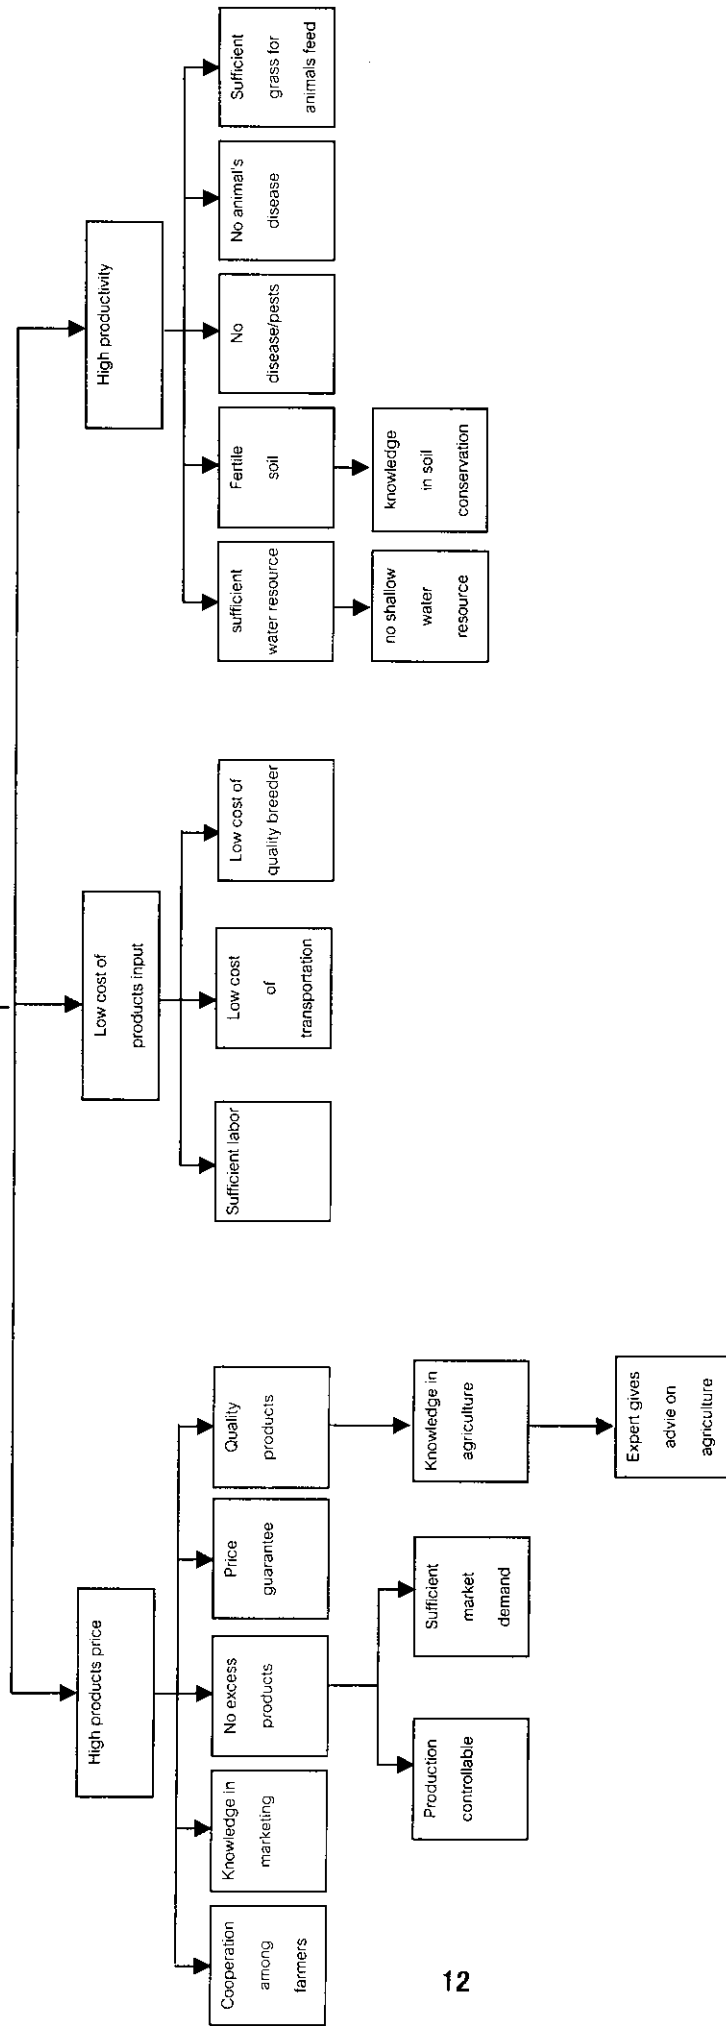 High products price
Low cost of
products input
High productivity
Cooperation
among
farmers
Knowledge in
marketing
No excess
products
Price
guarantee
Quality
products
Sufficient labor
Low cost
of
transportation
Low cost of
quality breeder
sufficient
water resource
Fertile
soil
No
disease/pests
No animal's
disease
Sufficient
grass for
animals feed
Production
controllable
Sufficient
market
demand
Knowledge in
agriculture
no shallow
water
resource
knowledge
in soil
conservation
Expert gives
advie on
agriculture
12